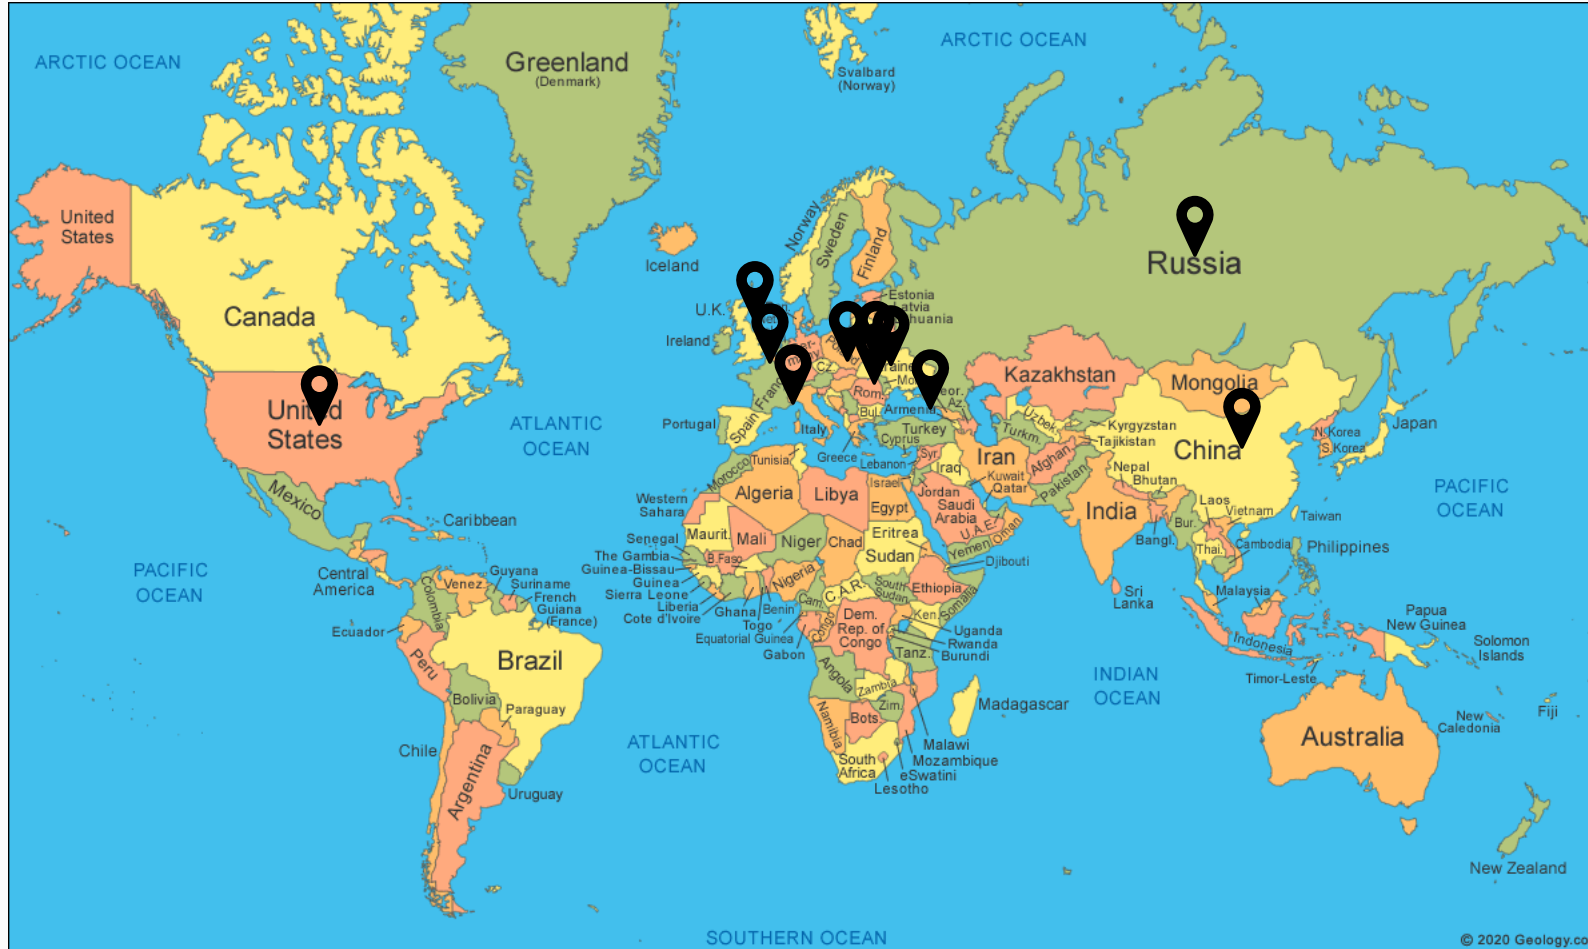 ARCTIC OCEAN
Greenland
(Denmark)
ARCTIC OCEAN
Svalbard
(Norway)
United
States
Norway
Sweden
Finland
Iceland
Russia
Canada
U.K.
Ireland
Estonia
Latvia
Kazakhstan
Mongolia
United
States
ATLANTIC
OCEAN
Portugal
Spain
France
Cz.
Rom.
Bul.
Italy
Greece
Armenia
Az.
Turkey
Cyprus
Lebanon
Israel
Syr.
Iraq
Iran
Kuwait
Qatar
Jordan
Saudi
Arabia
U.A.E.
Oman
Yemen
Uzbek.
Turkm.
Kyrgyzstan
Tajikistan
Afghan.
Pakistan
China
N. Korea
S. Korea
Japan
Nepal
Bhutan
India
Bangl.
Bur.
Laos
Vietnam
Thai.
Cambodia
Taiwan
Philippines
PACIFIC
OCEAN
Mexico
Caribbean
Central
America
PACIFIC
OCEAN
Morocco
Tunisia
Algeria
Libya
Egypt
Western
Sahara
Maurit.
Mali
Niger
Chad
Eritrea
Sudan
Djibouti
Senegal
The Gambia
Guinea-Bissau
Guinea
Sierra Leone
Liberia
Cote d'Ivoire
B.Faso
Ghana
Togo
Benin
Nigeria
Cam.
C.A.R.
South
Sudan
Ethiopia
Somalia
Equatorial Guinea
Gabon
Congo
Dem.
Rep. of
Congo
Ken.
Uganda
Rwanda
Burundi
Tanz.
Sri
Lanka
Malaysia
Indonesia
Papua
New Guinea
Solomon
Islands
Timor-Leste
Guyana
Suriname
French
Guiana
(France)
Venez.
Colombia
Ecuador
Peru
Brazil
Bolivia
Paraguay
Chile
Argentina
Uruguay
ATLANTIC
OCEAN
Angola
Zambia
Zim.
Namibia
Bots.
South
Africa
Malawi
Mozambique
eSwatini
Lesotho
Madagascar
INDIAN
OCEAN
Australia
New
Caledonia
Fiji
New Zealand
SOUTHERN OCEAN
© 2020 Geology.co